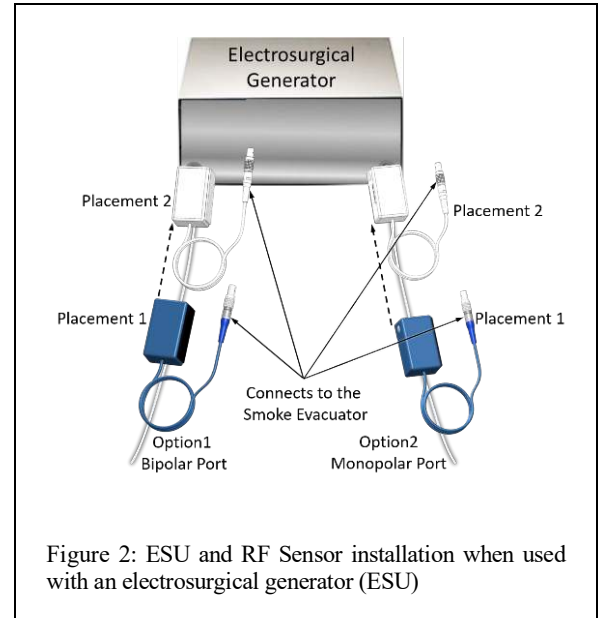 Electrosurgical
Generator
Placement 2
Placement 2
Placement 1
Placement 1
Connects to the
Smoke Evacuator
Option1
Bipolar Port
Option2
Monopolar Port
Figure 2: ESU and RF Sensor installation when used
with an electrosurgical generator (ESU)